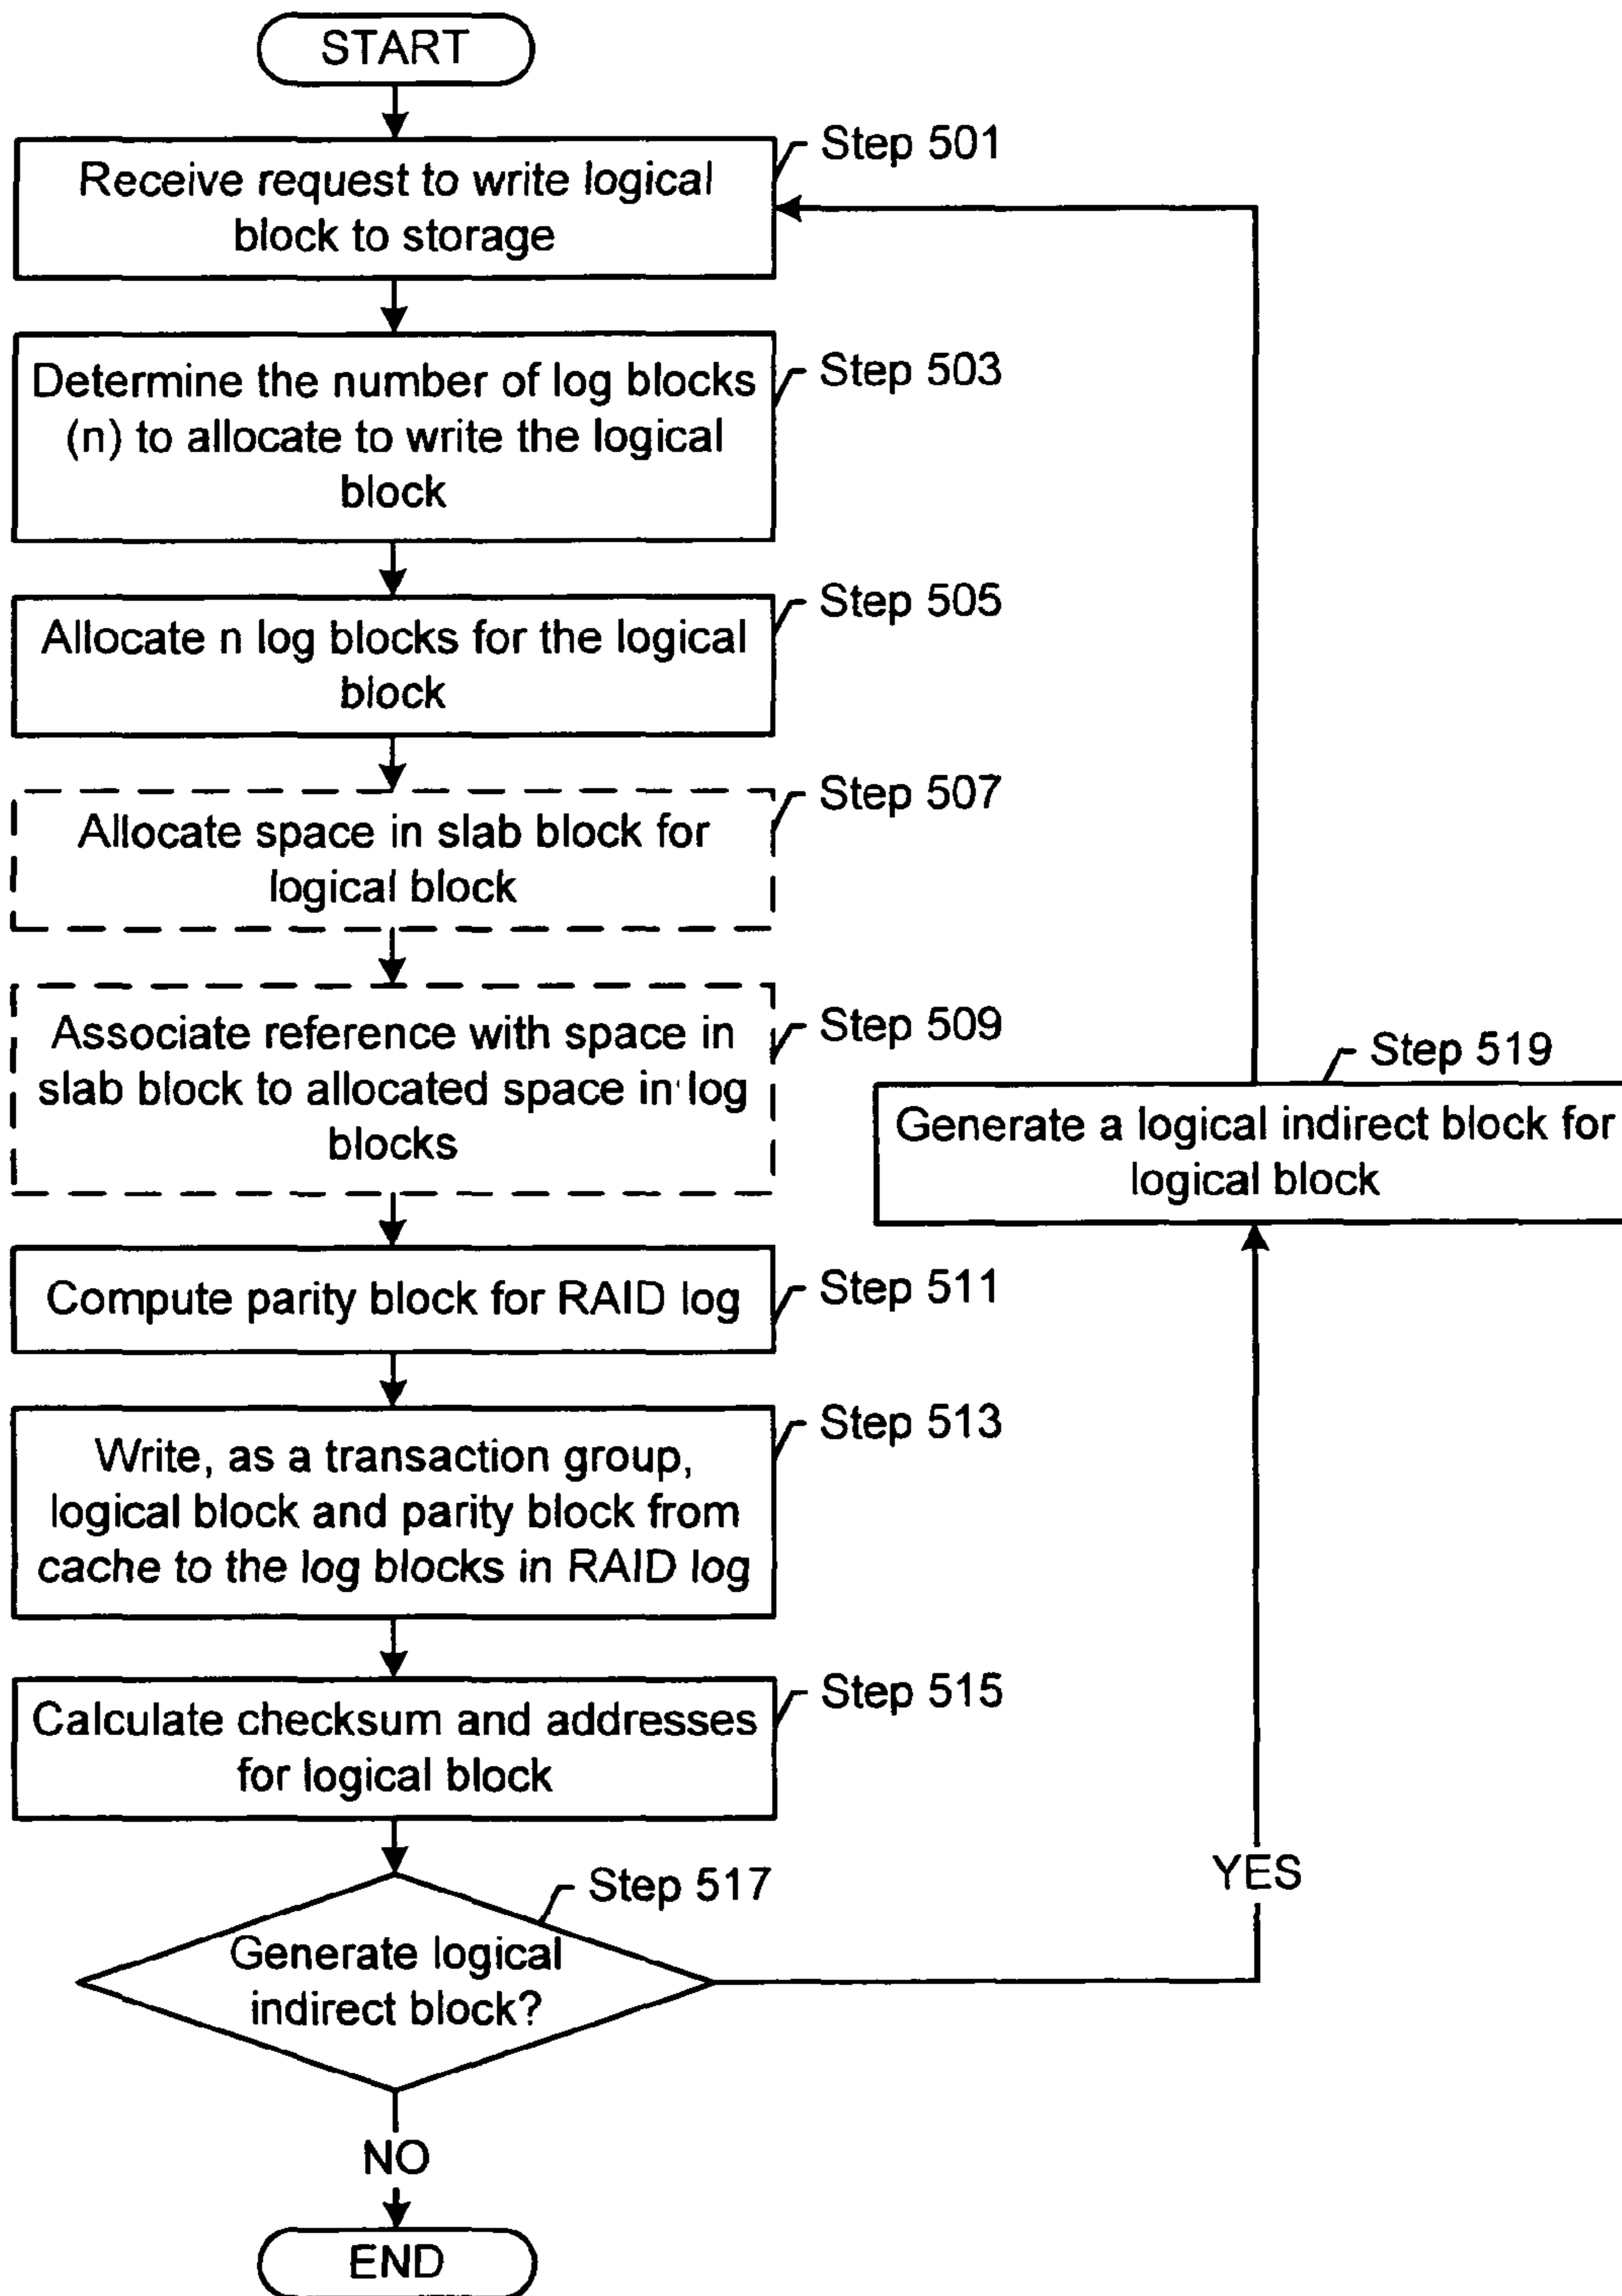 START
Step 501
Receive request to write logical
block to storage
Step 503
Determine the number of log blocks
(n) to allocate to write the logical
block
Step 505
Allocate n log blocks for the logical
block
Step 507
Allocate space in slab block for
logical block
Step 509
Associate reference with space in
slab block to allocated space in log
blocks
Step 519
Generate a logical indirect block for
logical block
Step 511
Compute parity block for RAID log
Step 513
Write, as a transaction group,
logical block and parity block from
cache to the log blocks in RAID log
Step 515
Calculate checksum and addresses
for logical block
YES
Step 517
Generate logical
indirect block?
NO
END